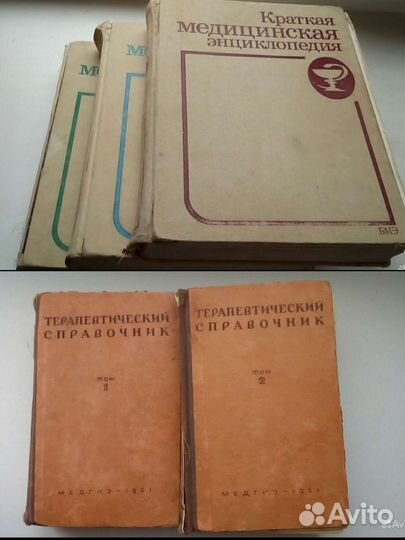 Краткая
МЕДИЦИНСКАЯ
ЭНЦИКЛОПЕДИЯ
БМЭ
ТЕРАПЕВТИЧЕСКИЙ
СПРАВОЧНИК
ТОМ
1
МЕДГИЗ-1951
ТЕРАПЕВТИЧЕСКИЙ
СПРАВОЧНИК
ТОМ
2
МЕДГИЗ-1951
Avito